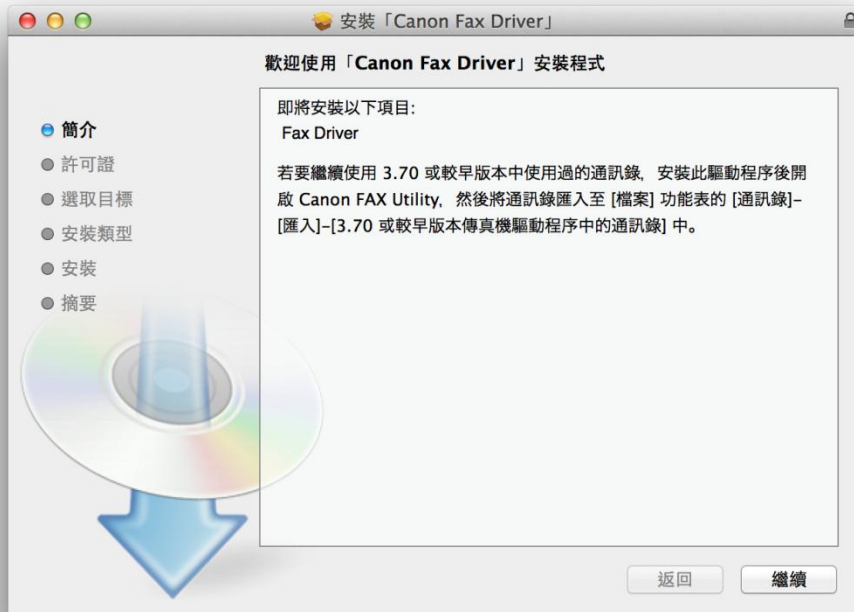 安裝「Canon Fax Driver」
歡迎使用「Canon Fax Driver」安裝程式
簡介
許可證
選取目標
安裝類型
安裝
摘要
即將安裝以下項目:
Fax Driver
若要繼續使用 3.70 或較早版本中使用過的通訊錄，安裝此驅動程序後開
啟 Canon FAX Utility，然後將通訊錄匯入至 [檔案] 功能表的 [通訊錄]-
[匯入]-[3.70 或較早版本傳真機驅動程序中的通訊錄] 中。
返回
繼續